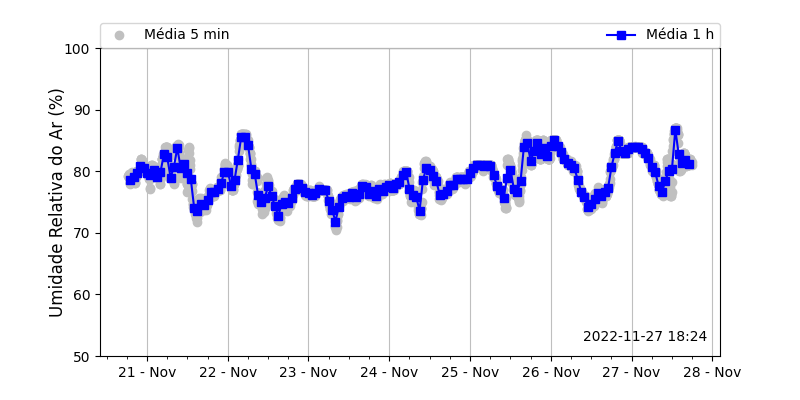 Média 5 min
Média 1 h
100
90
80
70
60
50
Umidade Relativa do Ar (%)
2022-11-27 18:24
21 - Nov
22 - Nov
23 - Nov
24 - Nov
25 - Nov
26 - Nov
27 - Nov
28 - Nov